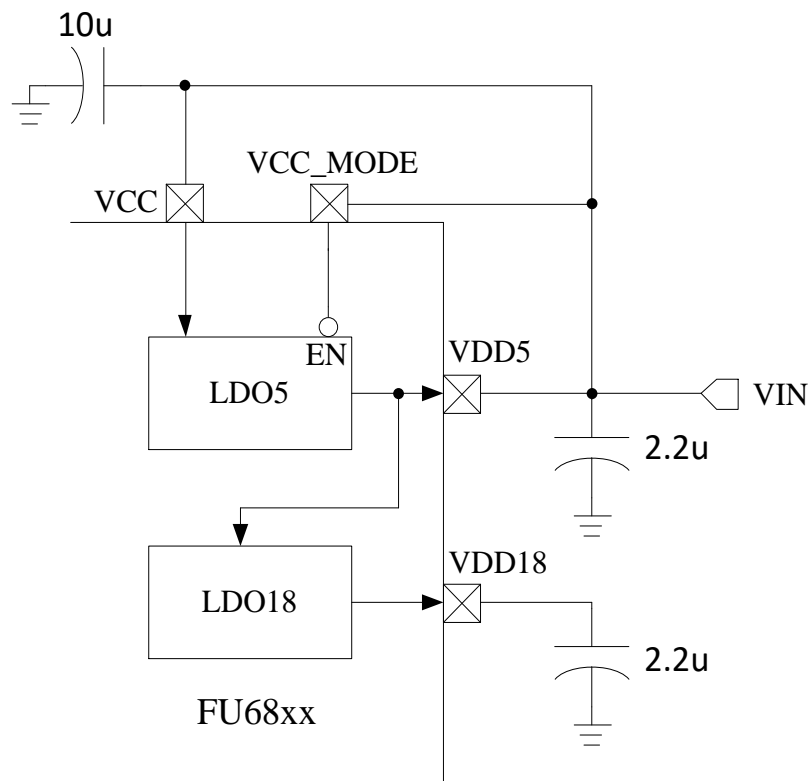 10u
VCC_MODE
VCC
EN
LDO5
VDD5
VIN
2.2u
VDD18
LDO18
2.2u
FU68xx